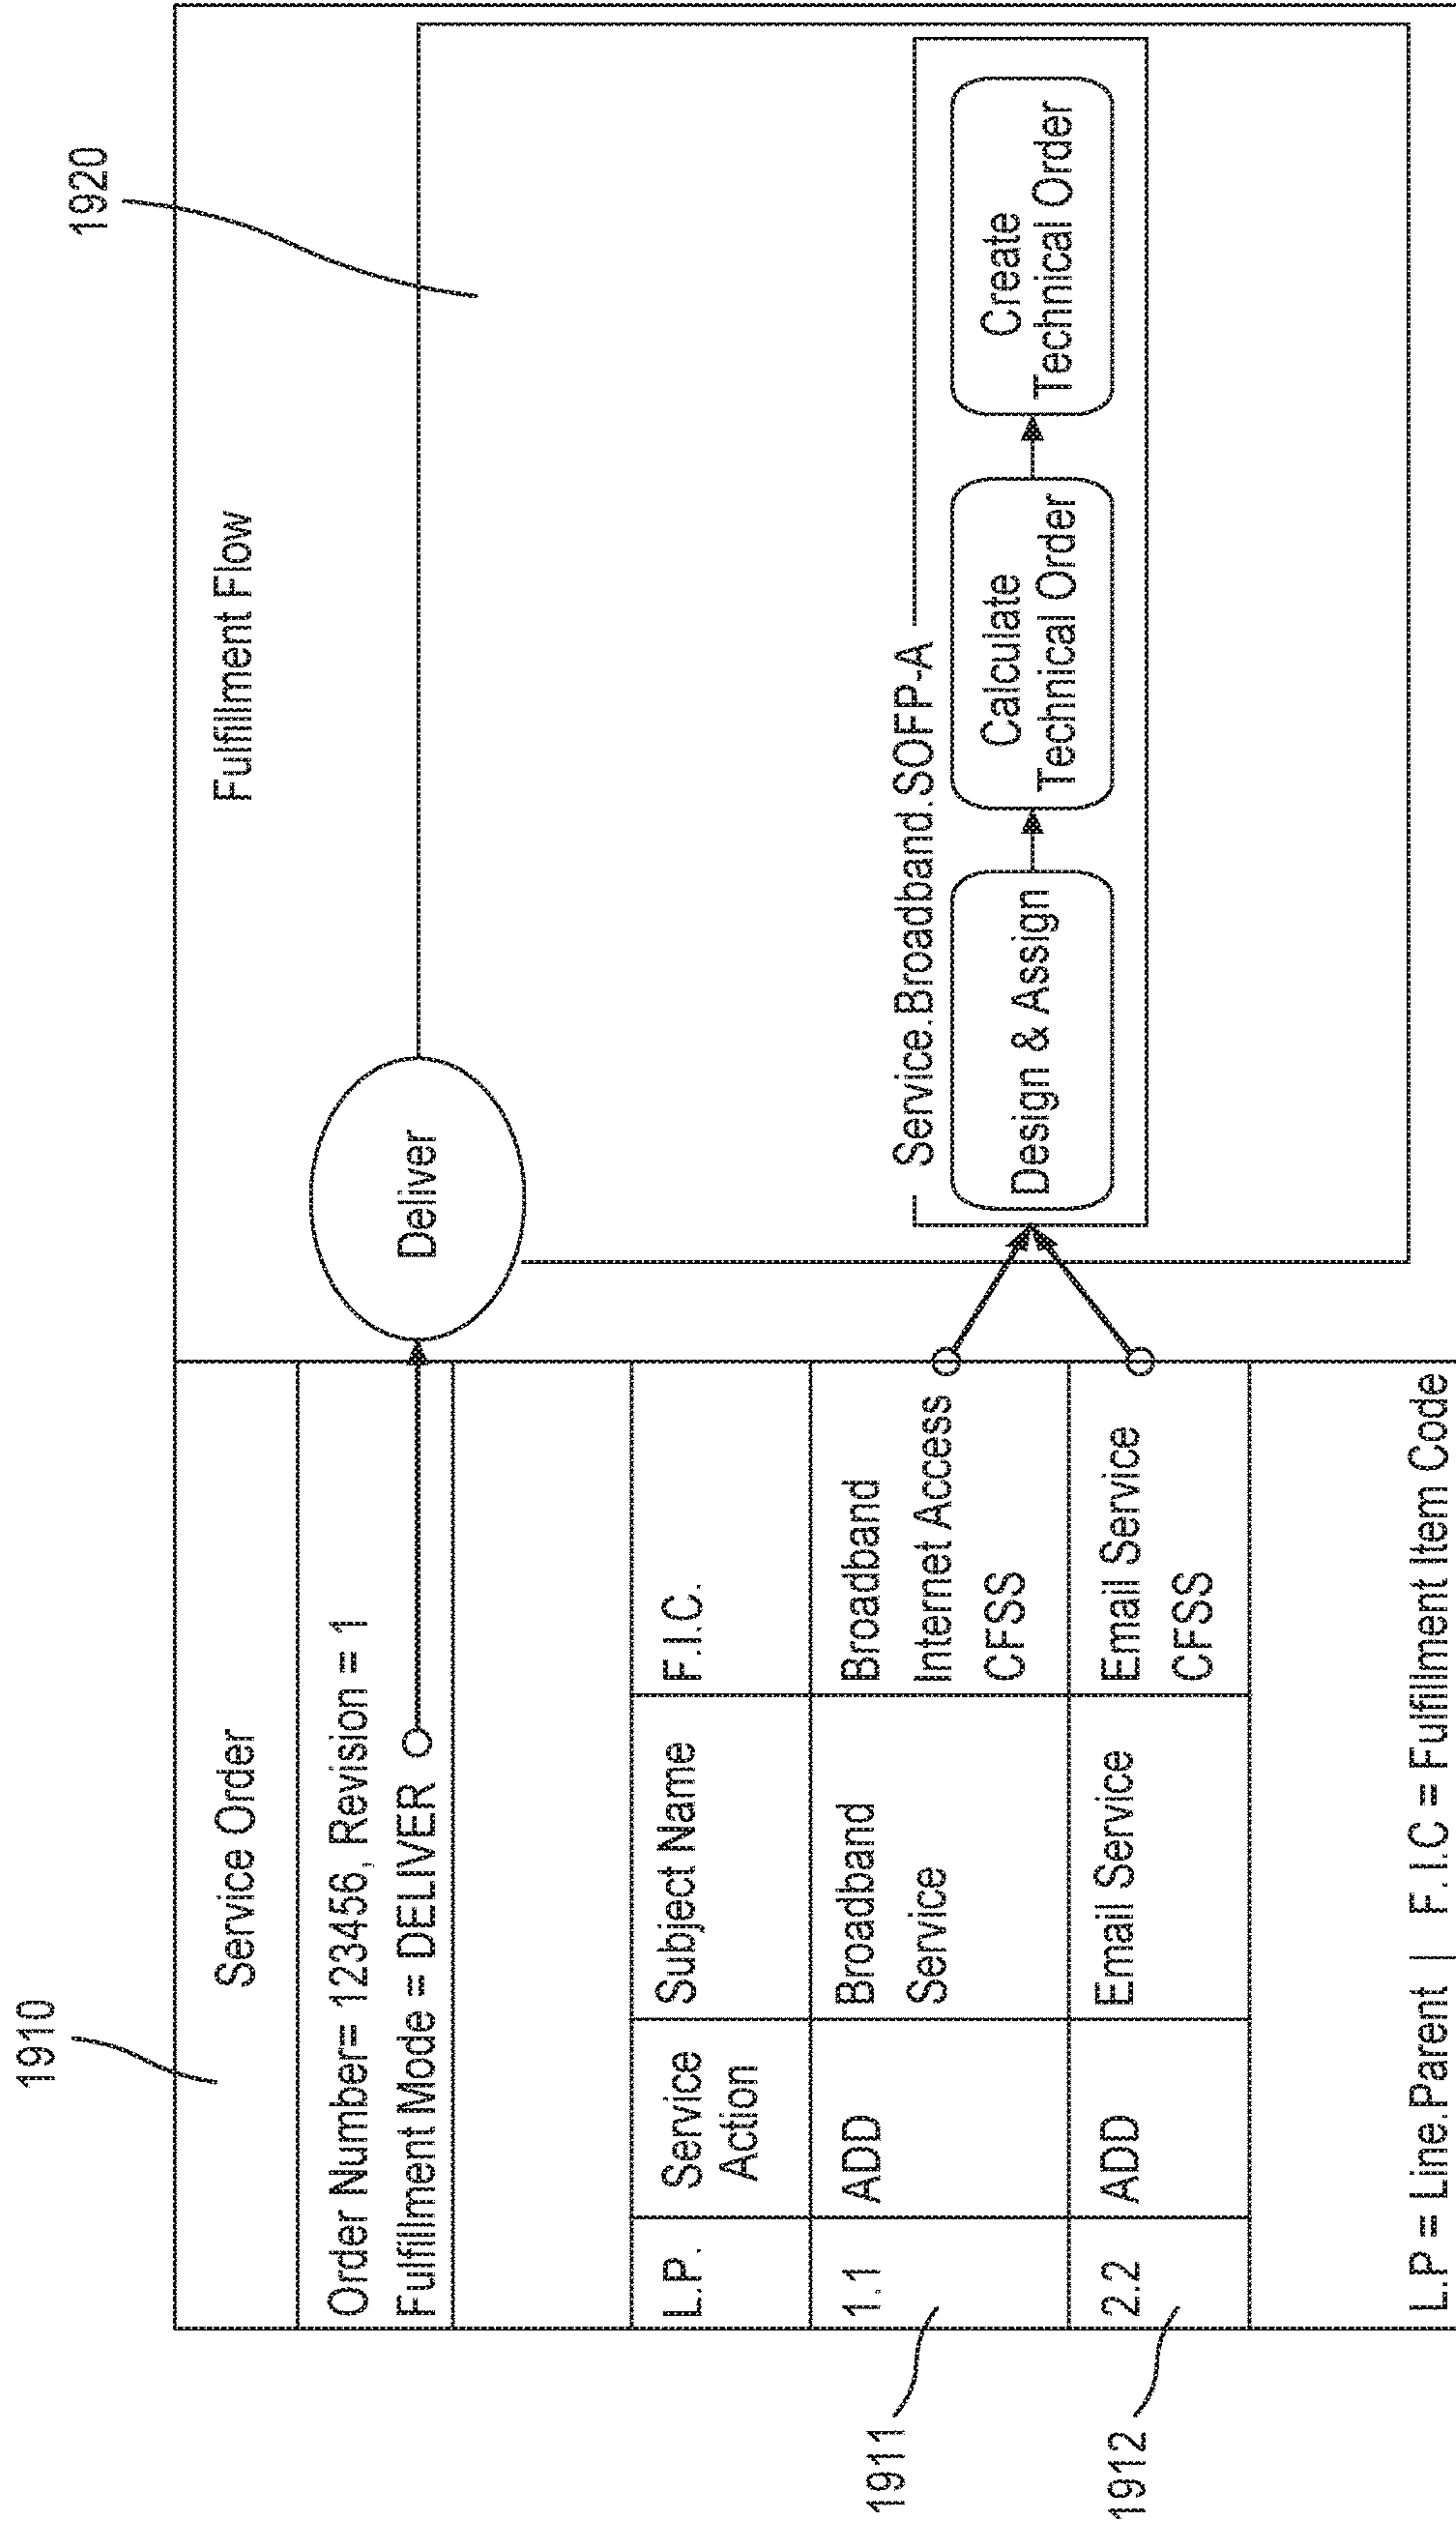 1910
1920
Service Order
Fulfillment Flow
Order Number= 123456, Revision = 1
Fulfillment Mode = DELIVER
Deliver
L.P.
Service
Action
Subject Name
F.I.C.
1911
1.1
ADD
Broadband
Service
Broadband
Internet Access
CFSS
1912
2.2
ADD
Email Service
Email Service
CFSS
Service.Broadband.SOFP-A
Design & Assign
Calculate
Technical Order
Create
Technical Order
L.P = Line.Parent | F.I.C = Fulfillment Item Code